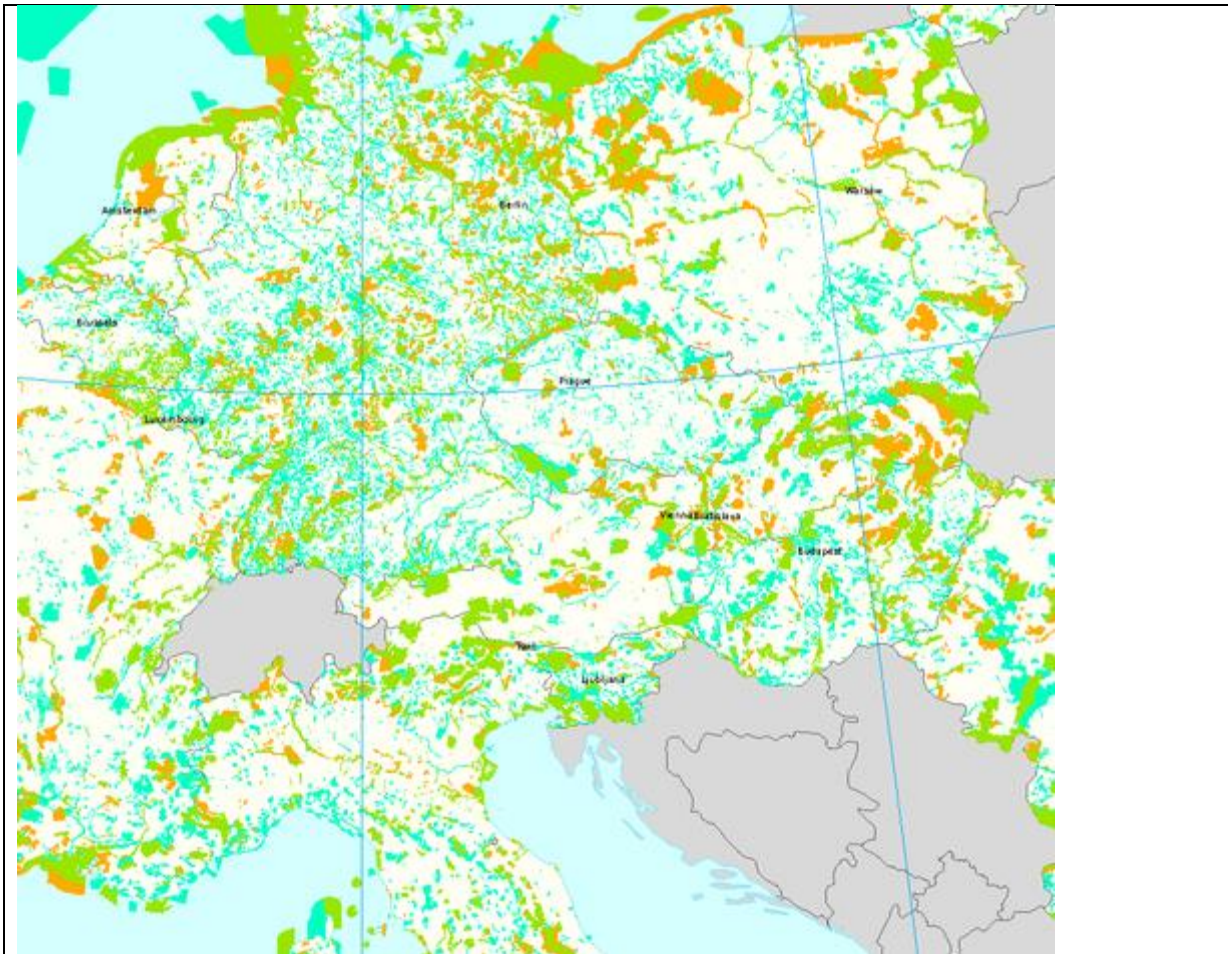 Amsterdam
Berlin
Warsaw
Brussels
Prague
Luxembourg
Vienna
Bratislava
Budapest
Ljubljana